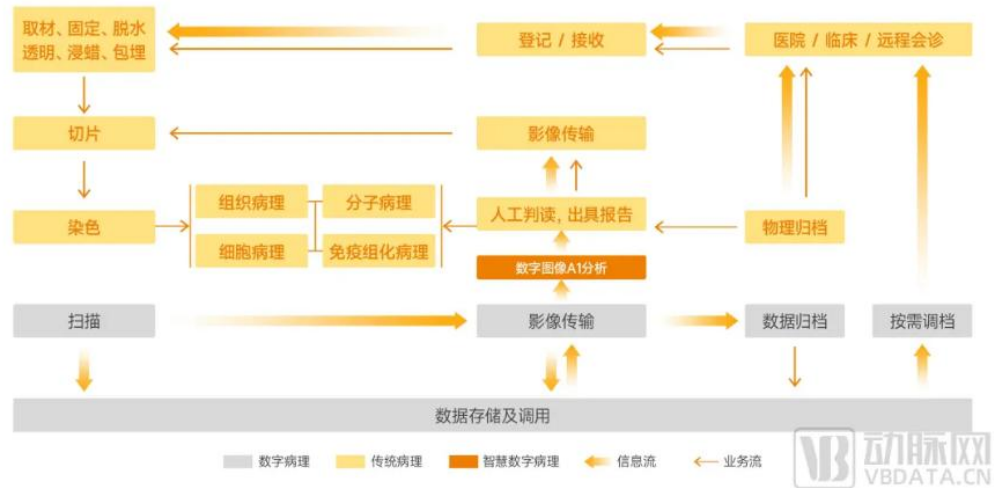 取材、固定、脱水
透明、浸蜡、包埋
登记 / 接收
医院 / 临床 / 远程会诊
切片
影像传输
染色
组织病理
分子病理
细胞病理
免疫组化病理
人工判读，出具报告
物理归档
数字图像A1分析
扫描
影像传输
数据归档
按需调档
数据存储及调用
数字病理
传统病理
智慧数字病理
信息流
业务流
VB 动脉网
VBDATA.CN